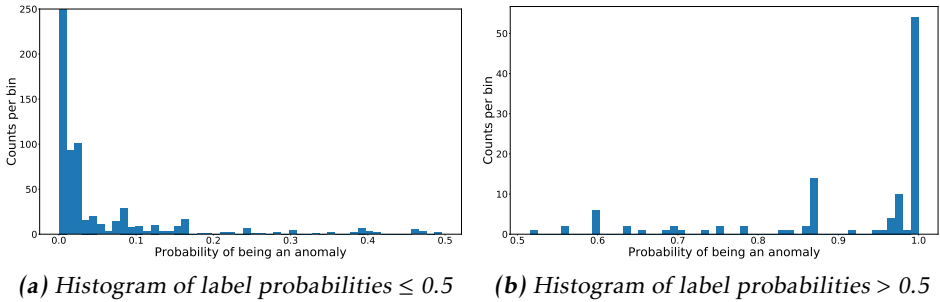 250
200
150
100
50
0
Counts per bin
0.0 0.1 0.2 0.3 0.4 0.5
Probability of being an anomaly
(a) Histogram of label probabilities ≤ 0.5
50
40
30
20
10
0
Counts per bin
0.5 0.6 0.7 0.8 0.9 1.0
Probability of being an anomaly
(b) Histogram of label probabilities > 0.5